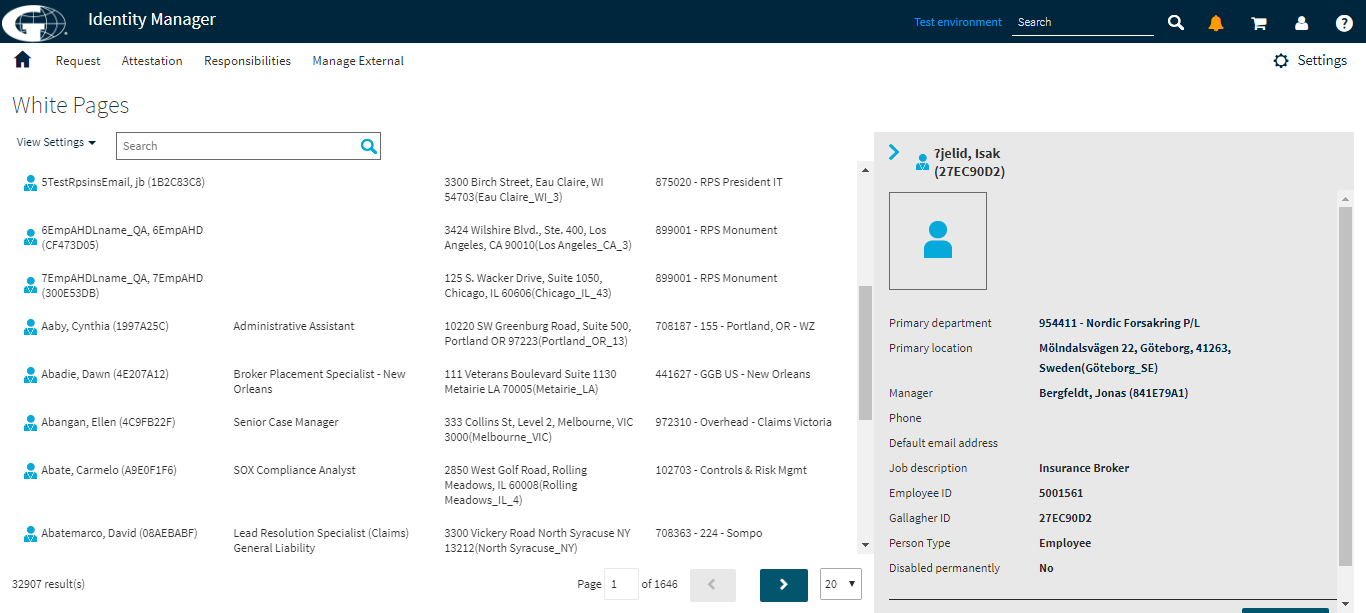 Identity Manager
Test environment
Search
Request
Attestation
Responsibilities
Manage External
Settings
White Pages
View Settings
Search
5TestRpsinsEmail, jb (1B2C83C8)
3300 Birch Street, Eau Claire, WI
54703(Eau Claire_WI_3)
875020 - RPS President IT
6EmpAHDLname_QA, 6EmpAHD
(CF473D05)
3424 Wilshire Blvd., Ste. 400, Los
Angeles, CA 90010(Los Angeles_CA_3)
899001 - RPS Monument
7EmpAHDLname_QA, 7EmpAHD
(300E53DB)
125 S. Wacker Drive, Suite 1050,
Chicago, IL 60606(Chicago_IL_43)
899001 - RPS Monument
Aaby, Cynthia (1997A25C)
Administrative Assistant
10220 SW Greenburg Road, Suite 500,
Portland OR 97223(Portland_OR_13)
708187 - 155 - Portland, OR - WZ
Abadie, Dawn (4E207A12)
Broker Placement Specialist - New
Orleans
111 Veterans Boulevard Suite 1130
Metairie LA 70005(Metairie_LA)
441627 - GGB US - New Orleans
Abangan, Ellen (4C9FB22F)
Senior Case Manager
333 Collins St, Level 2, Melbourne, VIC
3000(Melbourne_VIC)
972310 - Overhead - Claims Victoria
Abate, Carmelo (A9E0F1F6)
SOX Compliance Analyst
2850 West Golf Road, Rolling
Meadows, IL 60008(Rolling
Meadows_IL_4)
102703 - Controls & Risk Mgmt
Abatemarco, David (08AEBABF)
Lead Resolution Specialist (Claims)
General Liability
3300 Vickery Road North Syracuse NY
13212(North Syracuse_NY)
708363 - 224 - Sompo
32907 result(s)
Page 1 of 1646
20
?jelid, Isak
(27EC90D2)
Primary department 954411 - Nordic Forsakring P/L
Primary location Mölndalsvägen 22, Göteborg, 41263,
Sweden(Göteborg_SE)
Manager Bergfeldt, Jonas (841E79A1)
Phone
Default email address
Job description Insurance Broker
Employee ID 5001561
Gallagher ID 27EC90D2
Person Type Employee
Disabled permanently No